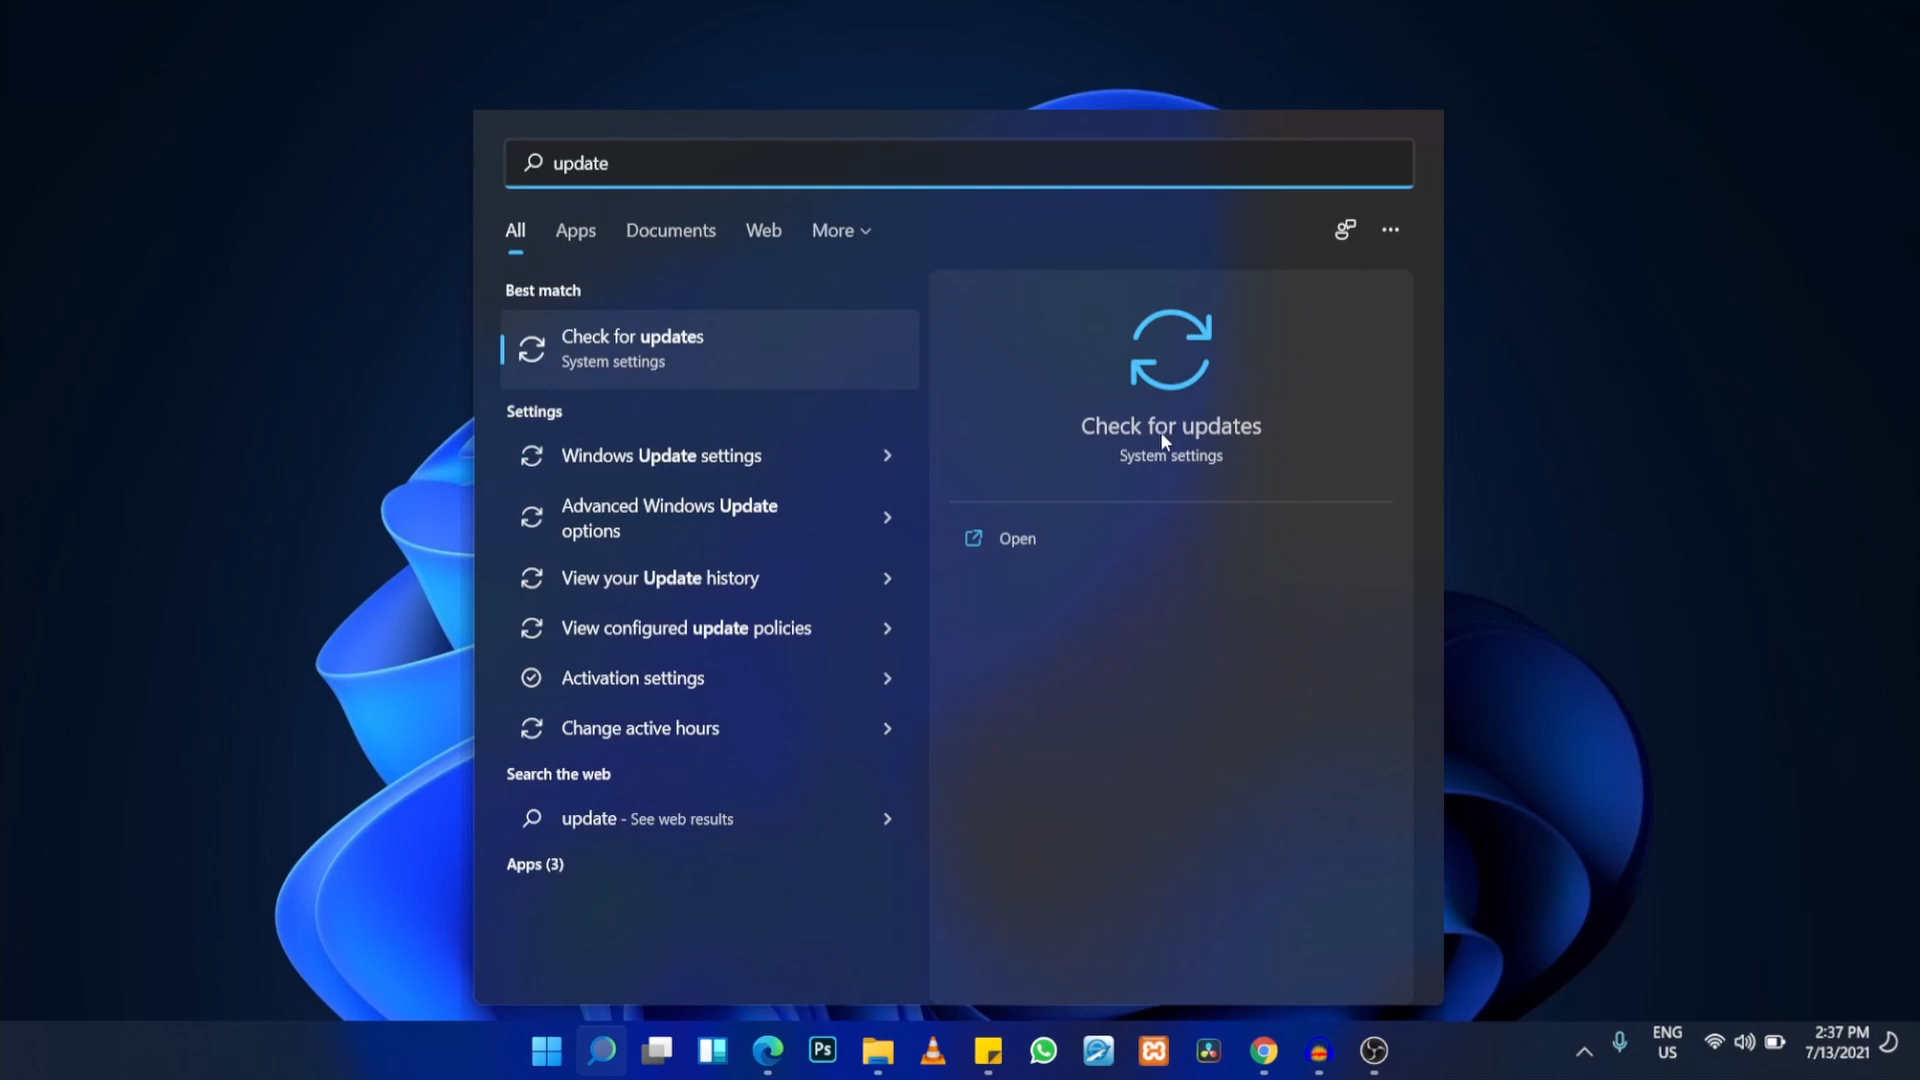 update
All Apps Documents Web More
Best match
Check for updates
System settings
Settings
Windows Update settings
Advanced Windows Update
options
View your Update history
View configured update policies
Activation settings
Change active hours
Search the web
update - See web results
Apps (3)
Check for updates
System settings
Open
Ps
ENG
US
2:37 PM
7/13/2021